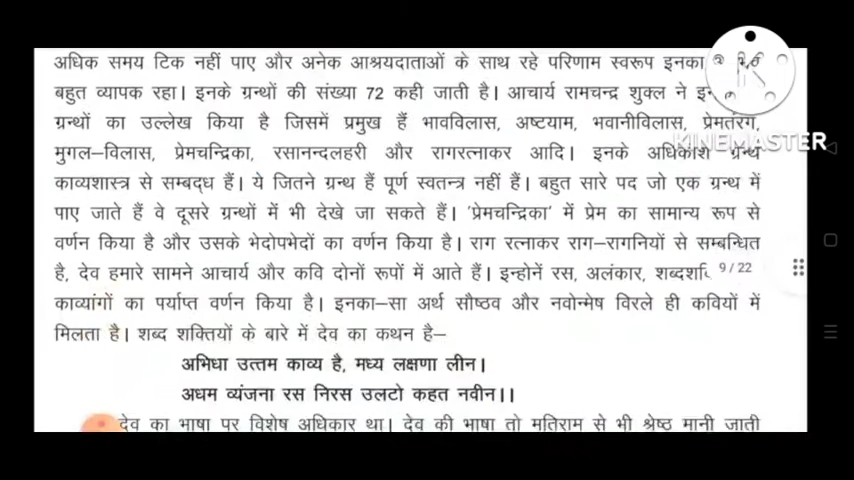 अधिक समय टिक नहीं पाए और अनेक आश्रयदाताओं के साथ रहे परिणाम स्वरूप इनका
बहुत व्यापक रहा। इनके ग्रन्थों की संख्या 72 कही जाती है। आचार्य रामचन्द्र शुक्ल ने
ग्रन्थों का उल्लेख किया है जिसमें प्रमुख हैं भावविलास, अष्टयाम, भवानीविलास, प्रेमतरंग,
KINEMASTER
मुगल–विलास, प्रेमचन्द्रिका, रसानन्दलहरी और रागरत्नाकर आदि। इनके अधिकांश ग्रन्थ
काव्यशास्त्र से सम्बद्ध हैं। ये जितने ग्रन्थ हैं पूर्ण स्वतन्त्र नहीं हैं। बहुत सारे पद जो एक ग्रन्थ में
पाए जाते हैं वे दूसरे ग्रन्थों में भी देखे जा सकते हैं। 'प्रेमचन्द्रिका' में प्रेम का सामान्य रूप से
वर्णन किया है और उसके भेदोपभेदों का वर्णन किया है। राग रत्नाकर राग–रागनियों से सम्बन्धित
है, देव हमारे सामने आचार्य और कवि दोनों रूपों में आते हैं। इन्होनें रस, अलंकार, 9/22
काव्यांगों का पर्याप्त वर्णन किया है। इनका–सा अर्थ सौष्ठव और नवोन्मेष विरले ही कवियों में
मिलता है। शब्द शक्तियों के बारे में देव का कथन है–
अभिधा उत्तम काव्य है, मध्य लक्षणा लीन।
अधम व्यंजना रस निरस उलटो कहत नवीन।।
देव का भाषा पर विशेष अधिकार था। देव की भाषा तो मतिराम से भी श्रेष्ठ मानी जाती